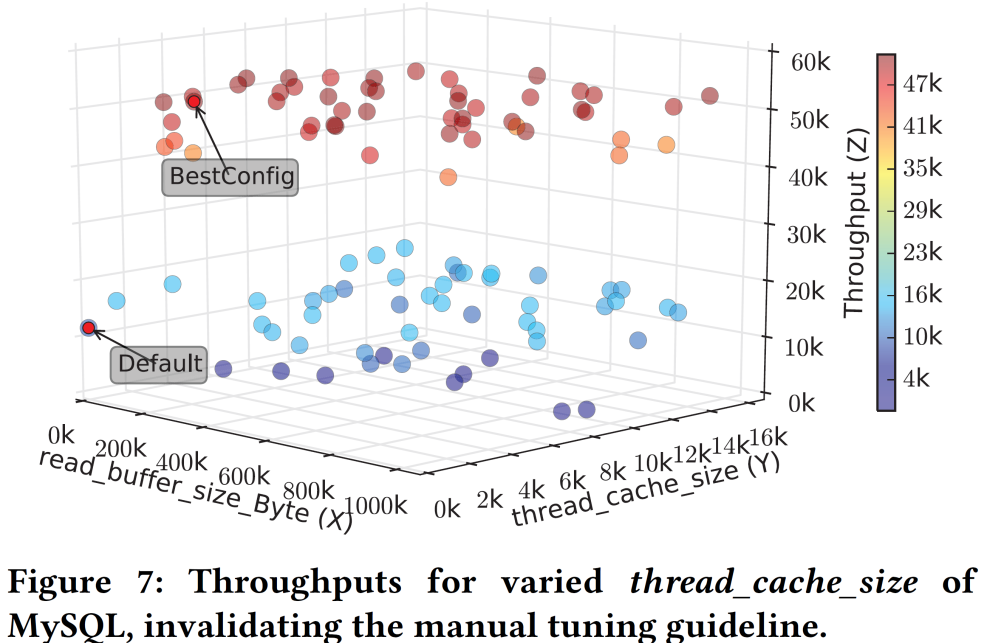 60k
50k
40k
30k
20k
10k
0k
Throughput (Z)
47k
41k
35k
29k
23k
16k
10k
4k
BestConfig
Default
0k
200k
400k
600k
800k
1000k
read_buffer_size_Byte (X)
0k
2k
4k
6k
8k
10k
12k
14k
16k
thread_cache_size (Y)
Figure 7: Throughputs for varied thread_cache_size of
MySQL, invalidating the manual tuning guideline.